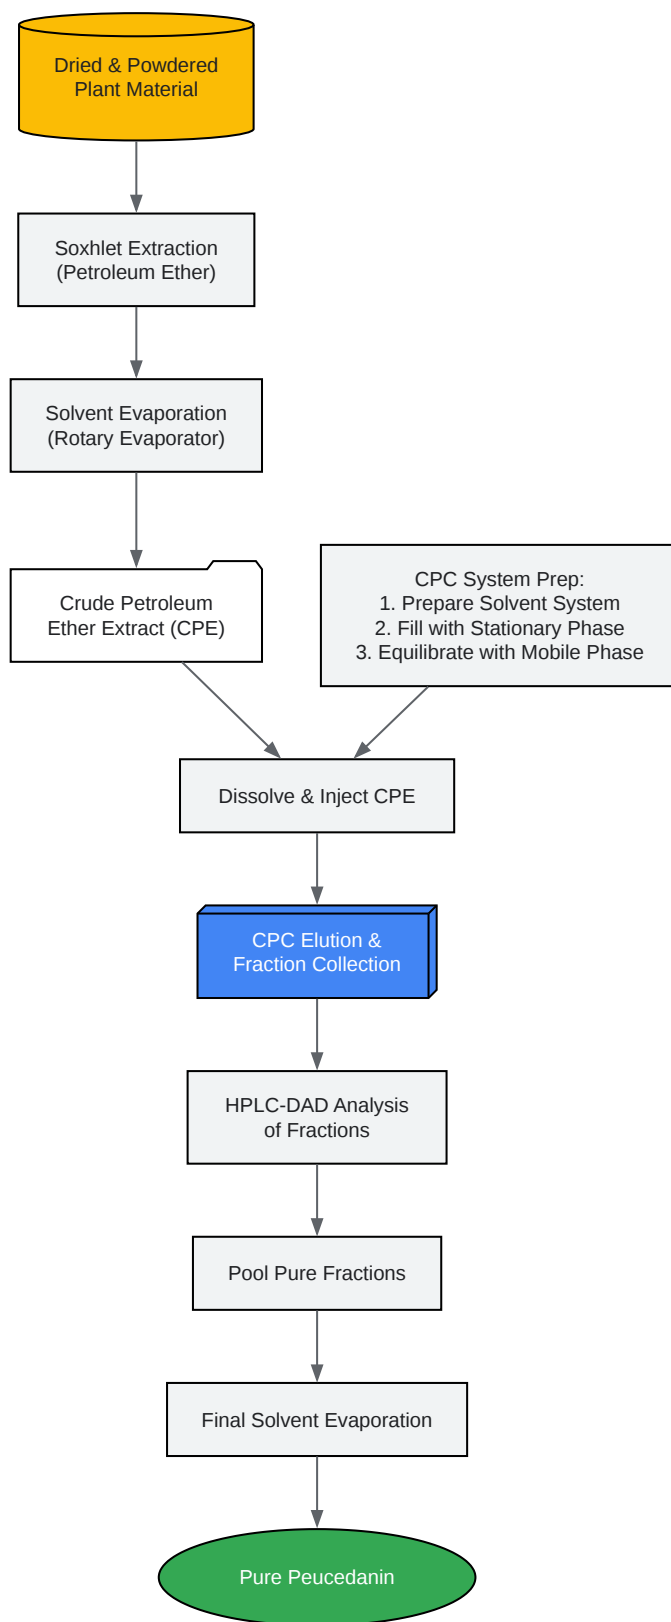 Dried & Powdered
Plant Material
Soxhlet Extraction
(Petroleum Ether)
Solvent Evaporation
(Rotary Evaporator)
Crude Petroleum
Ether Extract (CPE)
CPC System Prep:
1. Prepare Solvent System
2. Fill with Stationary Phase
3. Equilibrate with Mobile Phase
Dissolve & Inject CPE
CPC Elution &
Fraction Collection
HPLC-DAD Analysis
of Fractions
Pool Pure Fractions
Final Solvent Evaporation
Pure Peucedanin